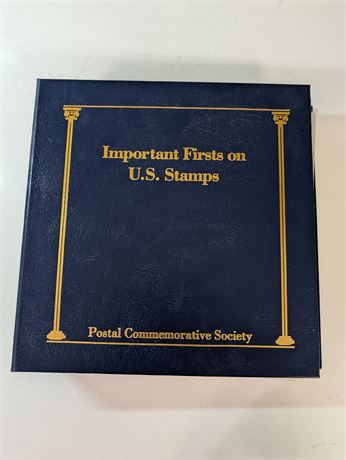 Important Firsts on
U.S. Stamps
Postal Commemorative Society